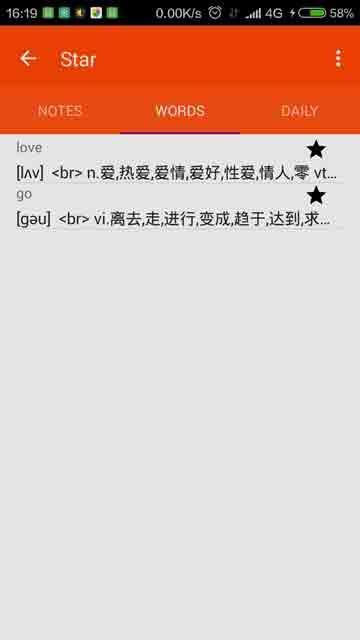 16:19 0.00K/s 4G 58%
Star
NOTES WORDS DAILY
love
[lʌv] <br> n.爱,热爱,爱情,爱好,性爱,情人,零 vt...
go
[gəu] <br> vi.离去,走,进行,变成,趋于,达到,求...